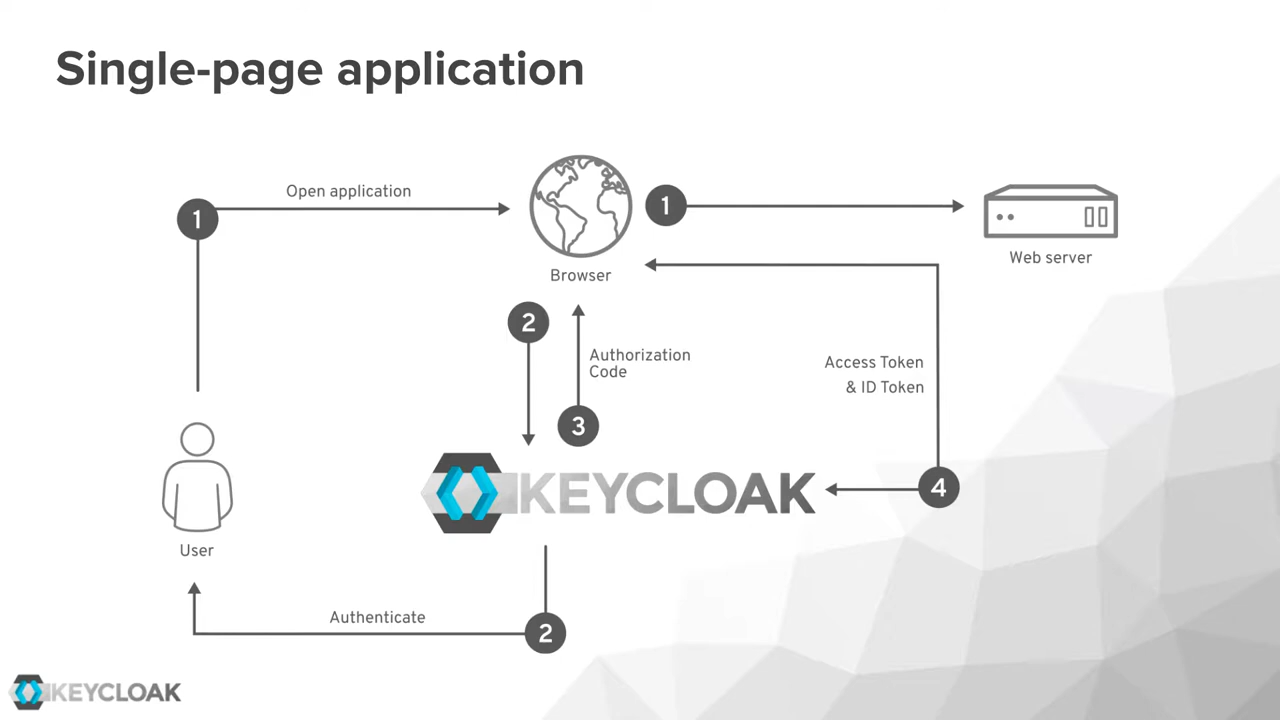 Single-page application
Open application
1
1
Browser
Web server
2
Authorization
Code
3
Access Token
& ID Token
KEYCLOAK
4
User
Authenticate
2
KEYCLOAK